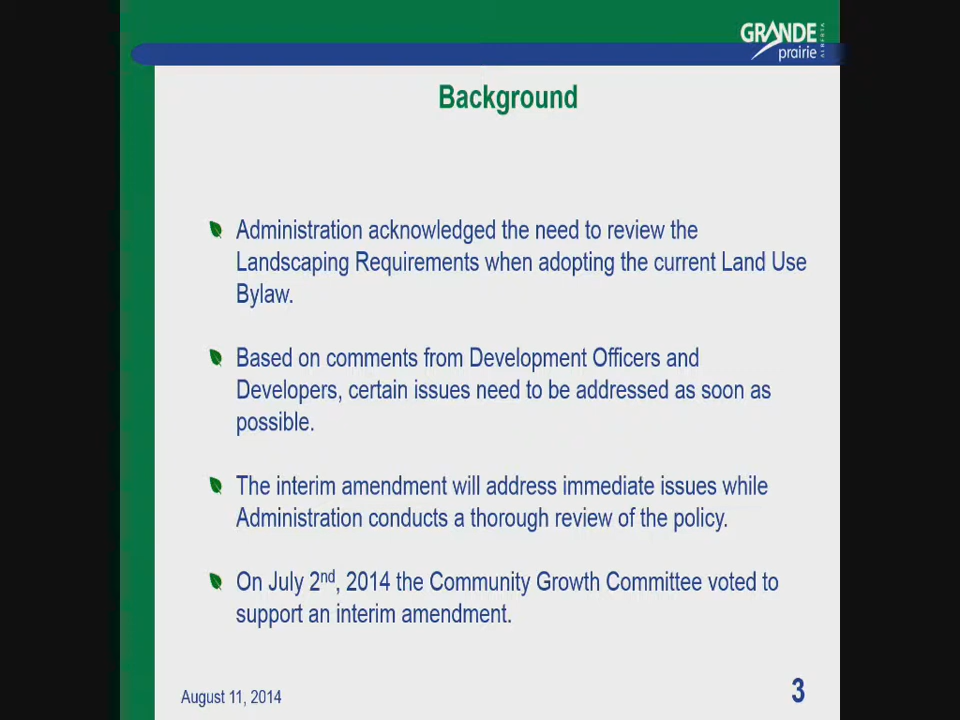 GRANDE
prairie
ALBERTA
Background
Administration acknowledged the need to review the
Landscaping Requirements when adopting the current Land Use
Bylaw.
Based on comments from Development Officers and
Developers, certain issues need to be addressed as soon as
possible.
The interim amendment will address immediate issues while
Administration conducts a thorough review of the policy.
On July 2nd, 2014 the Community Growth Committee voted to
support an interim amendment.
August 11, 2014
3